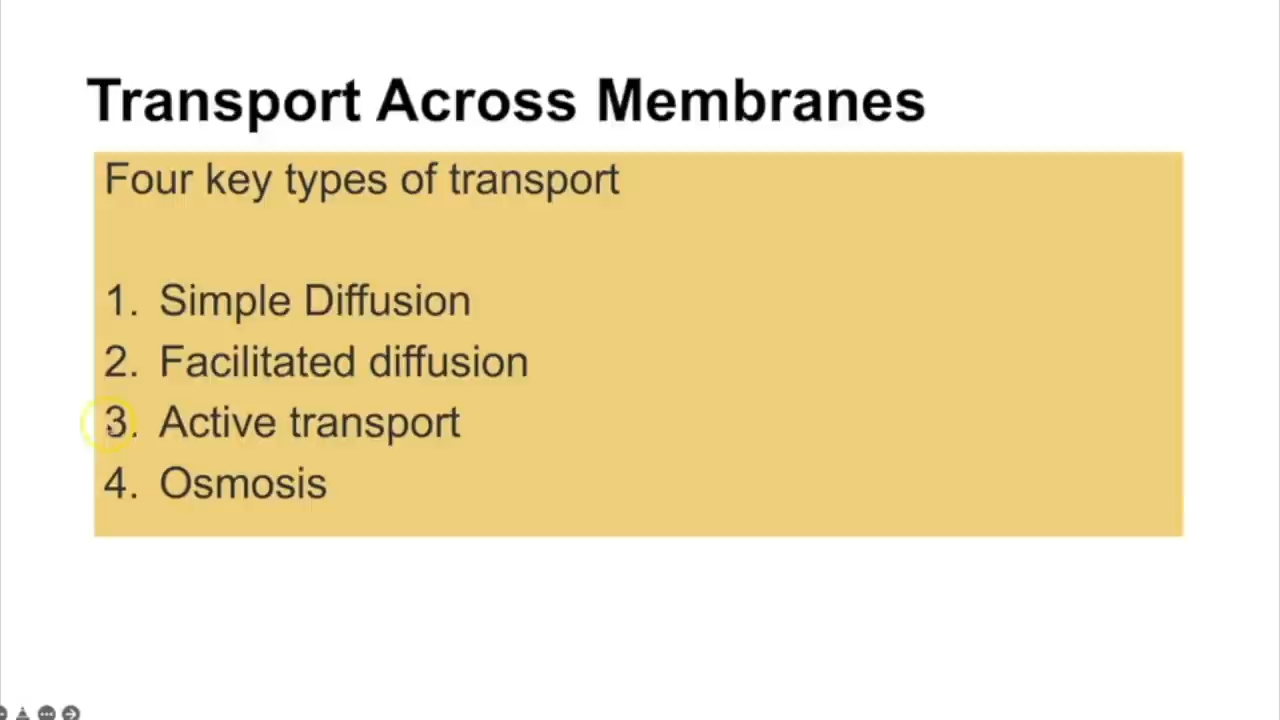 Transport Across Membranes
Four key types of transport
1. Simple Diffusion
2. Facilitated diffusion
3. Active transport
4. Osmosis